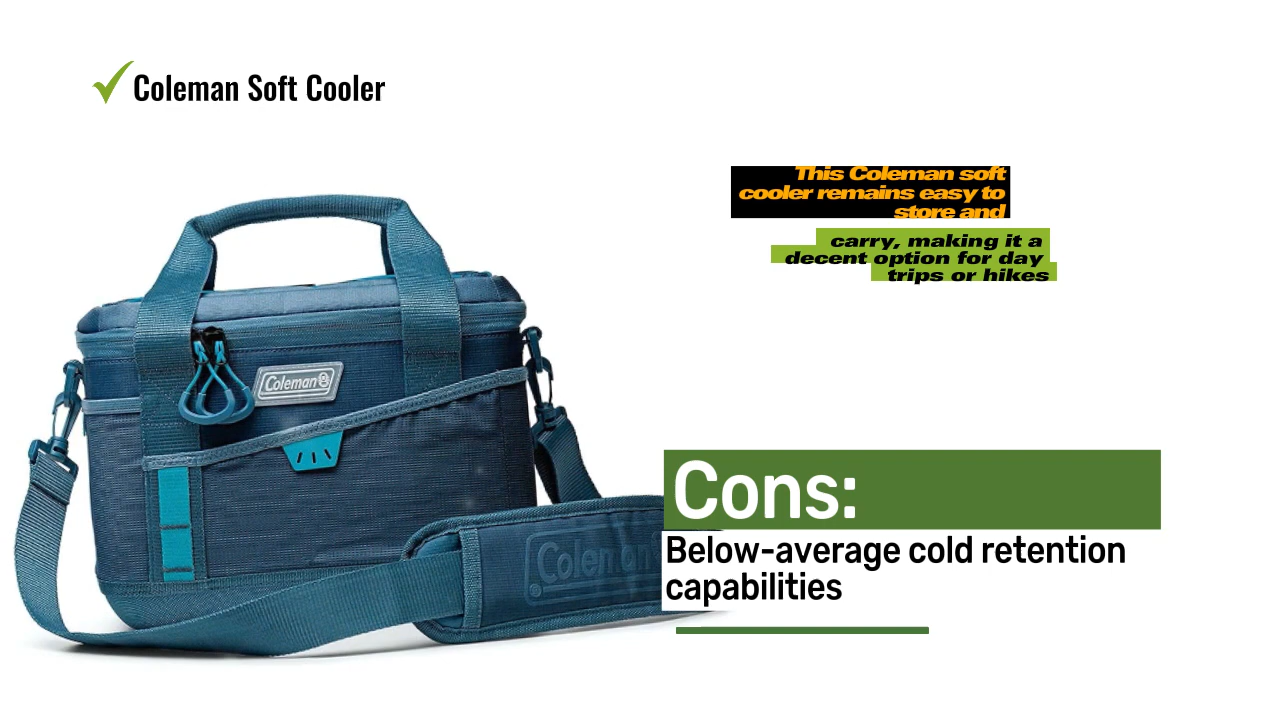 Coleman Soft Cooler
This Coleman soft
cooler remains easy to
store and
carry, making it a
decent option for day
trips or hikes
Coleman
Cons:
Coleman
Below-average cold retention
capabilities